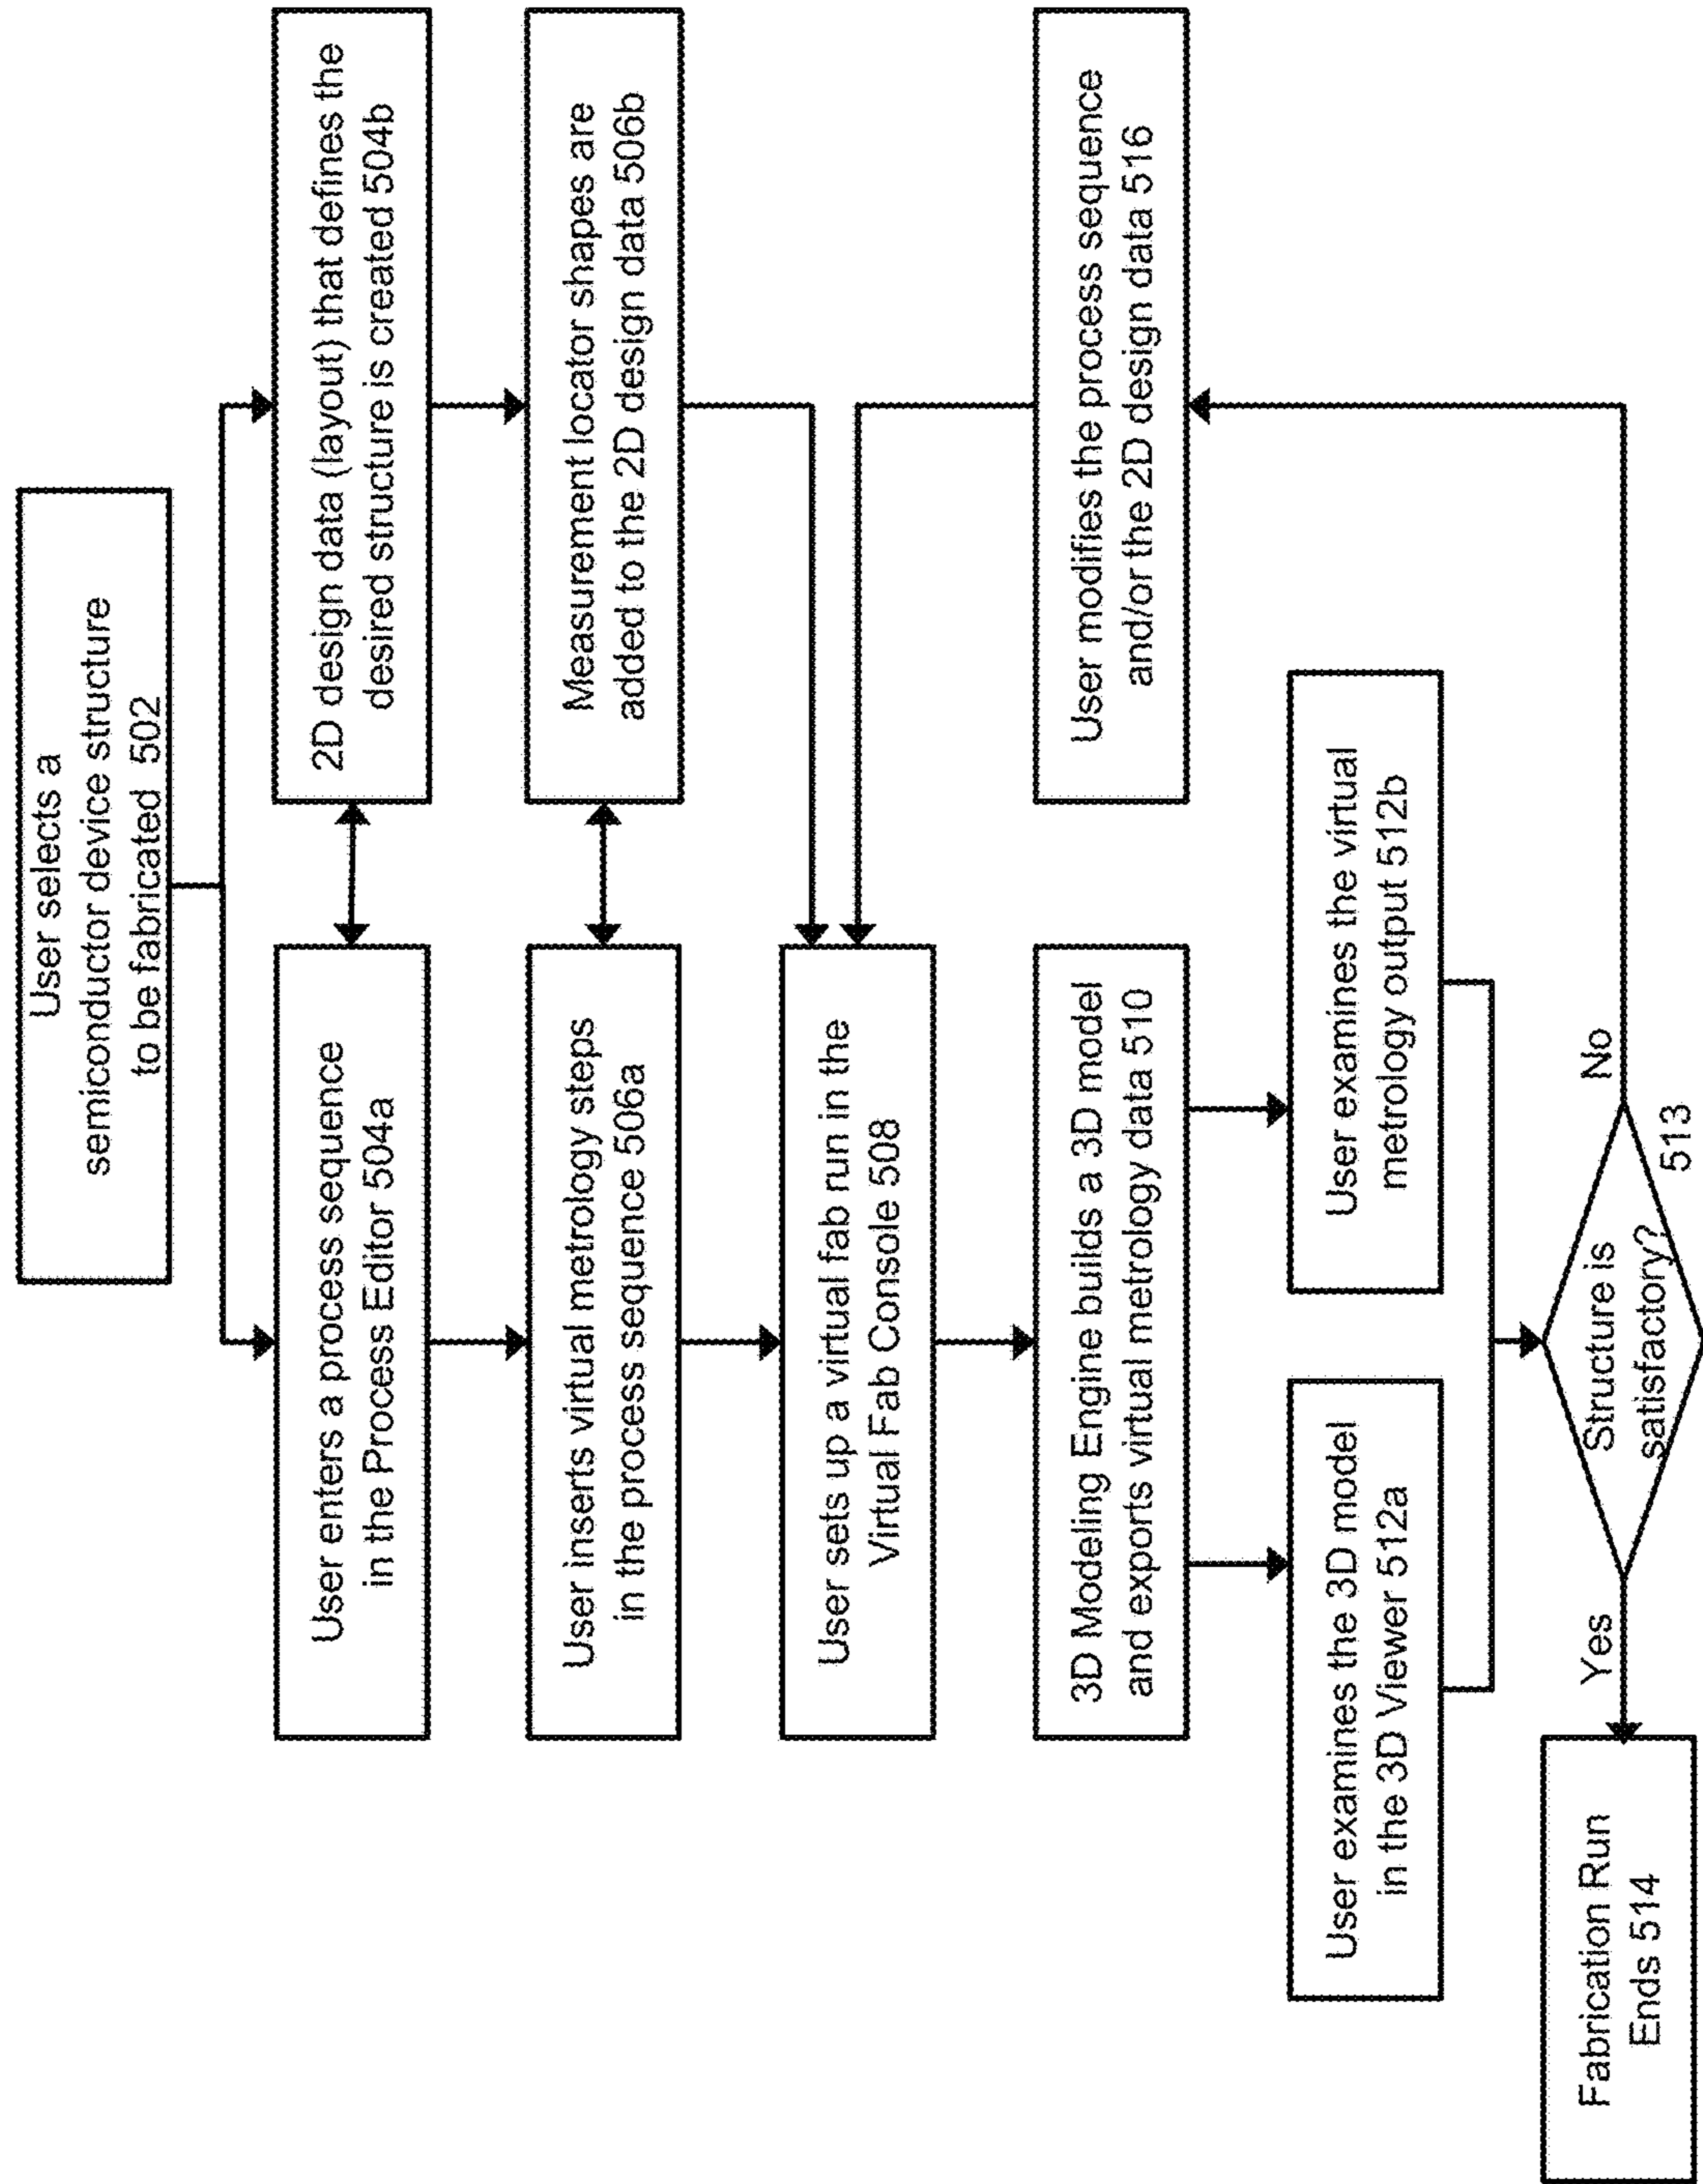 User selects a
semiconductor device structure
to be fabricated 502
User enters a process sequence
in the Process Editor 504a
2D design data (layout) that defines the
desired structure is created 504b
User inserts virtual metrology steps
in the process sequence 506a
Measurement locator shapes are
added to the 2D design data 506b
User sets up a virtual fab run in the
Virtual Fab Console 508
3D Modeling Engine builds a 3D model
and exports virtual metrology data 510
User modifies the process sequence
and/or the 2D design data 516
User examines the 3D model
in the 3D Viewer 512a
User examines the virtual
metrology output 512b
Fabrication Run
Ends 514
Yes
Structure is
satisfactory?
No
513